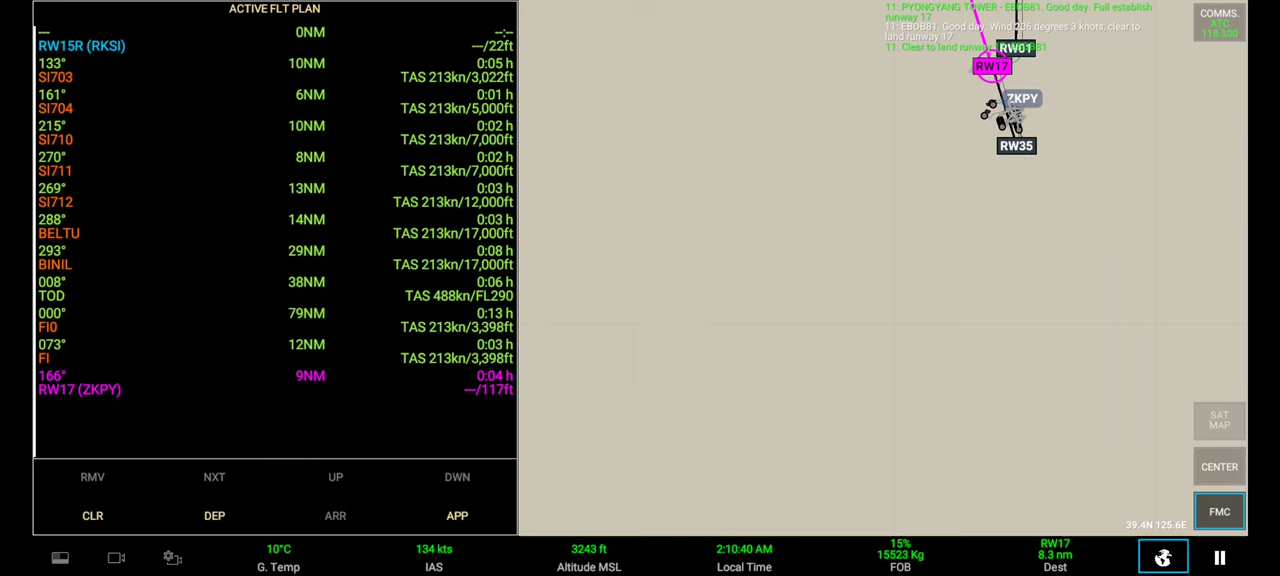 ACTIVE FLT PLAN
--- 0NM --:--
RW15R (RKSI) ---/22ft
133° 10NM 0:05 h
SI703 TAS 213kn/3,022ft
161° 6NM 0:01 h
SI704 TAS 213kn/5,000ft
215° 10NM 0:02 h
SI710 TAS 213kn/7,000ft
270° 8NM 0:02 h
SI711 TAS 213kn/7,000ft
269° 13NM 0:03 h
SI712 TAS 213kn/12,000ft
288° 14NM 0:03 h
BELTU TAS 213kn/17,000ft
293° 29NM 0:08 h
BINIL TAS 213kn/17,000ft
008° 38NM 0:06 h
TOD TAS 488kn/FL290
000° 79NM 0:13 h
FI0 TAS 213kn/3,398ft
073° 12NM 0:03 h
FI TAS 213kn/3,398ft
166° 9NM 0:04 h
RW17 (ZKPY) ---/117ft
RMV NXT UP DWN
CLR DEP ARR APP
11: PYONGYANG TOWER - EBDB81. Good day. Full establish
runway 17
11: EBDB81. Good day. Wind 206 degrees 3 knots, clear to
land runway 17
11: Clear to land runway 81
RW01
RW17
ZKPY
RW35
COMMS.
ATC
118.300
SAT
MAP
CENTER
FMC
39.4N 125.6E
10°C 134 kts 3243 ft 2:10:40 AM 15% RW17
15523 Kg 8.3 nm
G. Temp IAS Altitude MSL Local Time FOB Dest